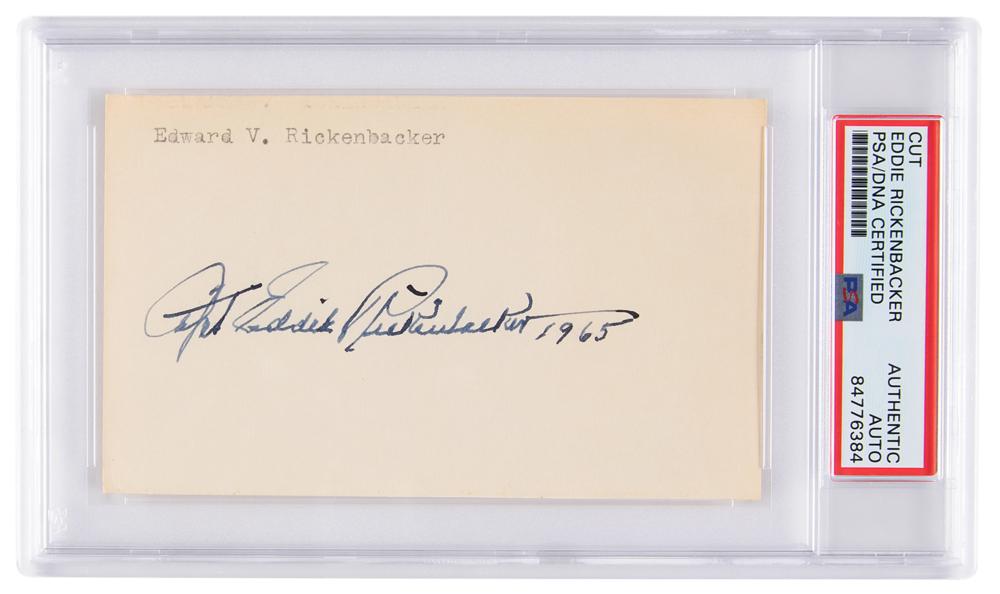 Edward V. Rickenbacker
Capt Eddie Rickenbacker 1965
CUT
EDDIE RICKENBACKER
PSA/DNA CERTIFIED
PSA
AUTHENTIC
AUTO
84776384